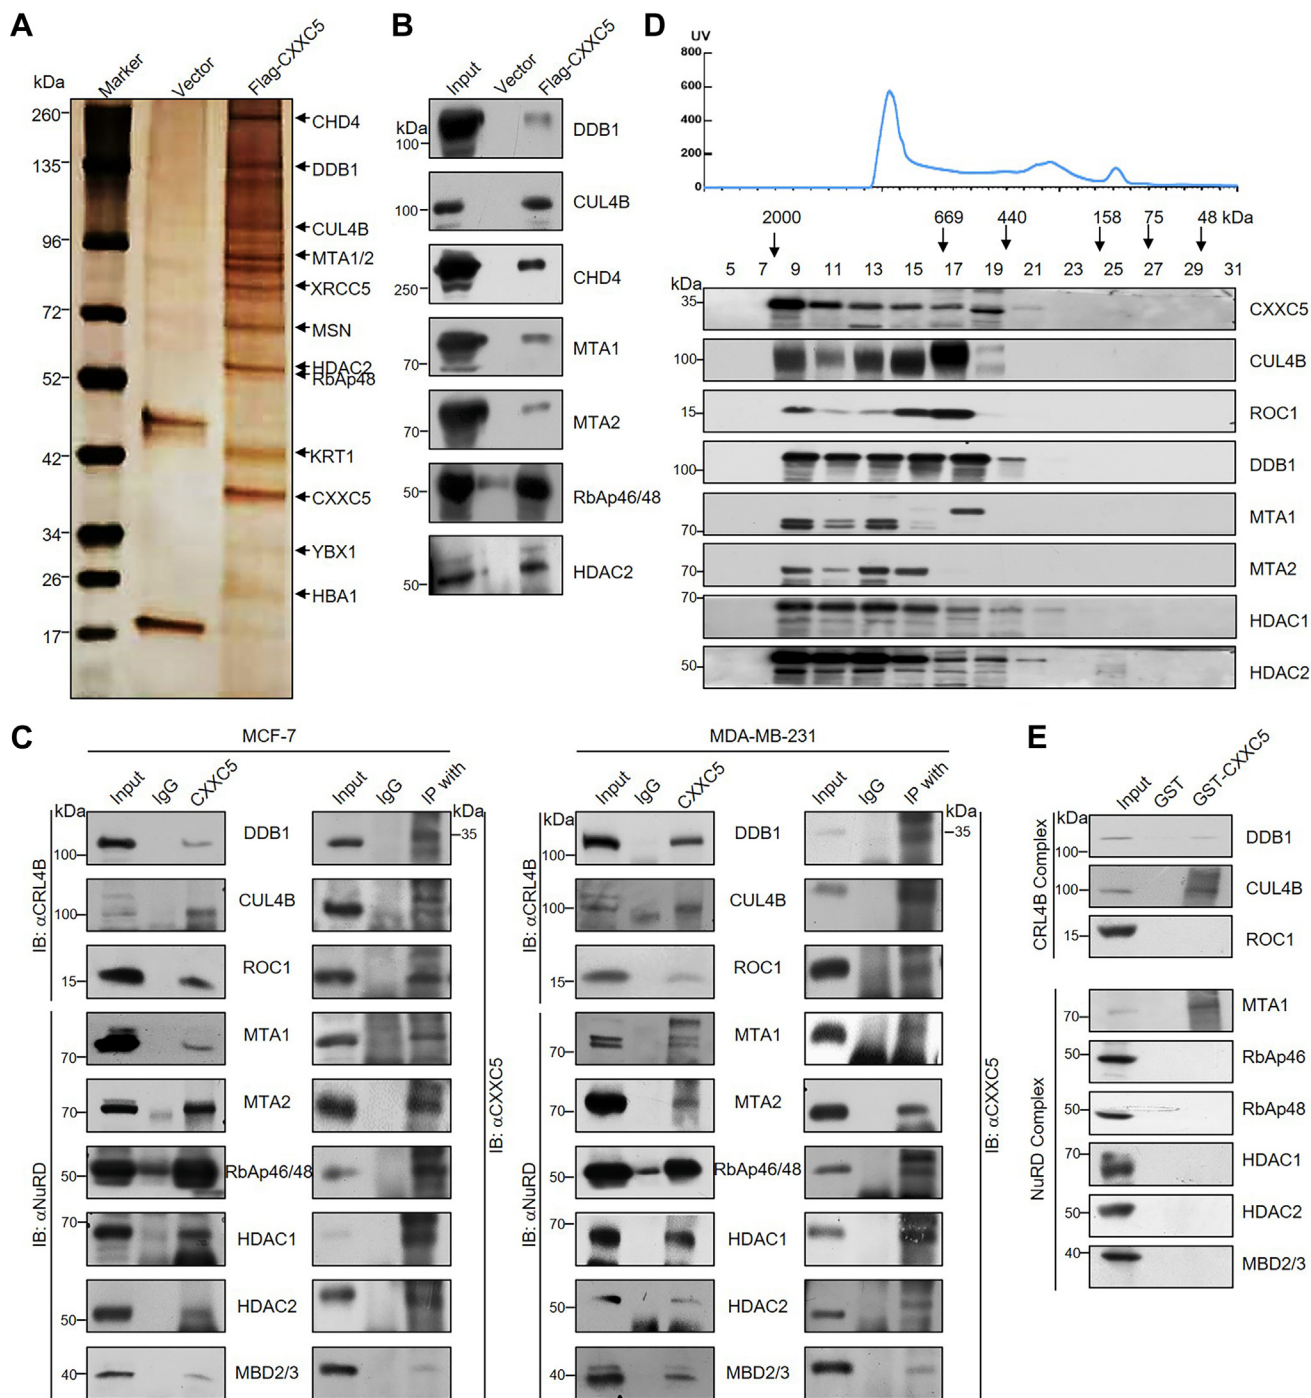 A
kDa
Marker
Vector
Flag-CXXC5
260
135
96
72
52
42
34
26
17
CHD4
DDB1
CUL4B
MTA1/2
XRCC5
MSN
HDAC2
RbAp48
KRT1
CXXC5
YBX1
HBA1
B
Input
Vector
Flag-CXXC5
kDa
100
DDB1
100
CUL4B
250
CHD4
70
MTA1
70
MTA2
50
RbAp46/48
50
HDAC2
D
UV
800
600
400
200
0
2000 669 440 158 75 48 kDa
5 7 9 11 13 15 17 19 21 23 25 27 29 31
kDa
35 CXXC5
100 CUL4B
15 ROC1
100 DDB1
70 MTA1
70 MTA2
70 HDAC1
50 HDAC2
C
MCF-7
Input IgG CXXC5
Input IgG IP with
kDa
kDa
IB: αCRL4B
100 DDB1 35
100 CUL4B
15 ROC1
IB: αNuRD
70 MTA1
70 MTA2
50 RbAp46/48
70 HDAC1
50 HDAC2
40 MBD2/3
IB: αCXXC5
MDA-MB-231
Input IgG CXXC5
Input IgG IP with
kDa
kDa
IB: αCRL4B
100 DDB1 35
100 CUL4B
15 ROC1
IB: αNuRD
70 MTA1
70 MTA2
50 RbAp46/48
70 HDAC1
50 HDAC2
40 MBD2/3
IB: αCXXC5
E
Input GST GST-CXXC5
kDa
CRL4B Complex
100 DDB1
100 CUL4B
15 ROC1
NuRD Complex
70 MTA1
50 RbAp46
50 RbAp48
70 HDAC1
50 HDAC2
40 MBD2/3